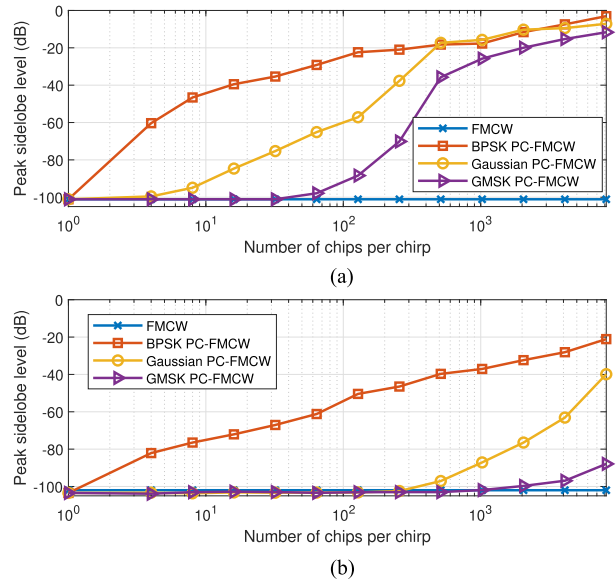 0
-20
-40
-60
-80
-100
Peak sidelobe level (dB)
FMCW
BPSK PC-FMCW
Gaussian PC-FMCW
GMSK PC-FMCW
10^0
10^1
10^2
10^3
Number of chips per chirp
(a)
0
-20
-40
-60
-80
-100
Peak sidelobe level (dB)
FMCW
BPSK PC-FMCW
Gaussian PC-FMCW
GMSK PC-FMCW
10^0
10^1
10^2
10^3
Number of chips per chirp
(b)